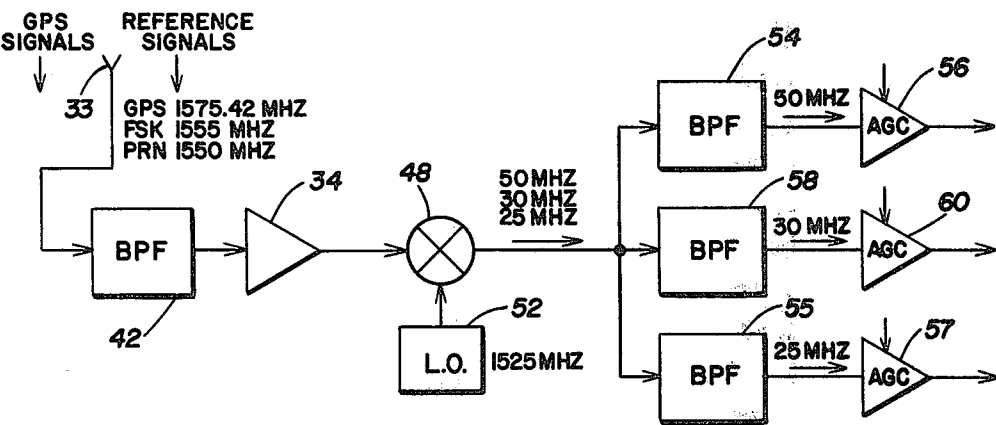 GPS
SIGNALS
REFERENCE
SIGNALS
33
GPS 1575.42 MHZ
FSK 1555 MHZ
PRN 1550 MHZ
BPF
42
34
48
L.O.
52
1525 MHZ
50 MHZ
30 MHZ
25 MHZ
54
BPF
50 MHZ
56
AGC
58
BPF
30 MHZ
60
AGC
55
BPF
25 MHZ
57
AGC